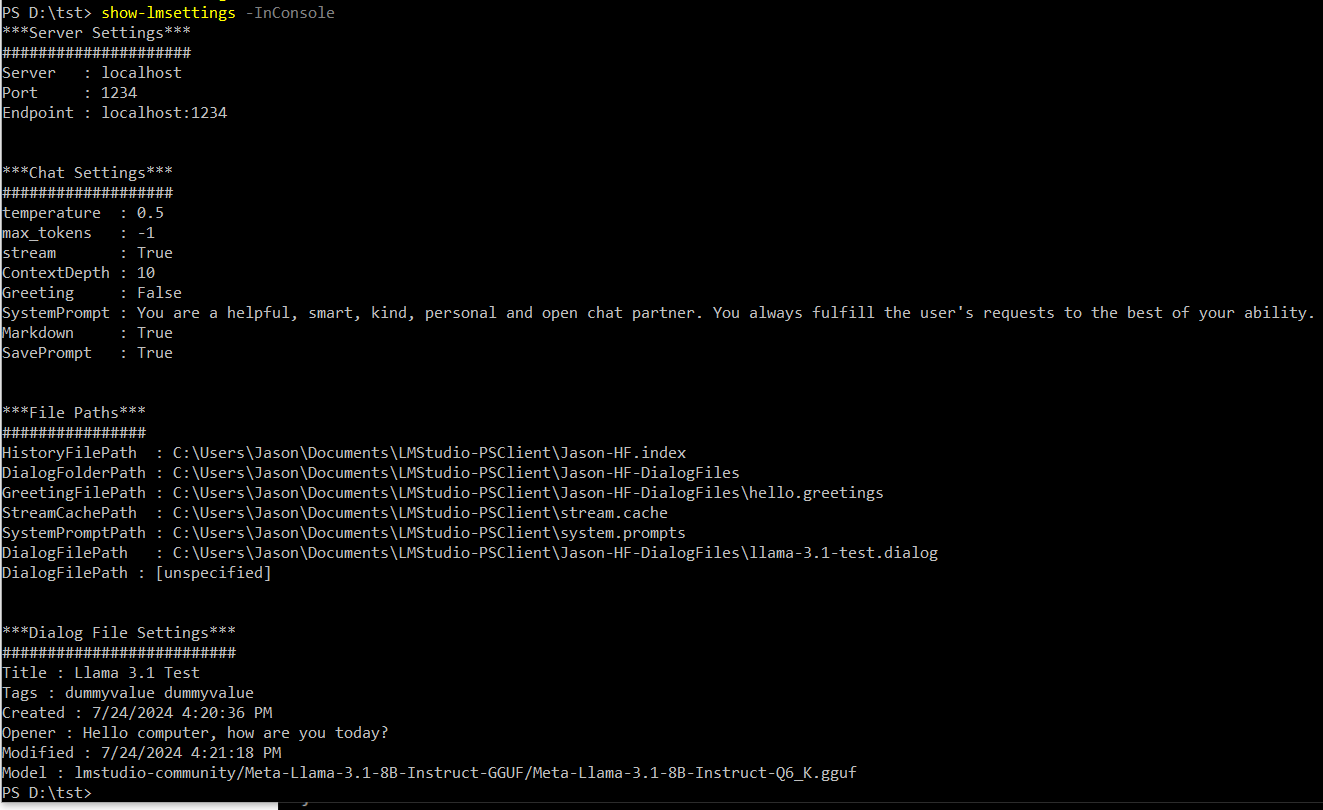 PS D:\tst> show-lmsettings -InConsole
***Server Settings***
#####################
Server   : localhost
Port     : 1234
Endpoint : localhost:1234
***Chat Settings***
###################
temperature  : 0.5
max_tokens   : -1
stream       : True
ContextDepth : 10
Greeting     : False
SystemPrompt : You are a helpful, smart, kind, personal and open chat partner. You always fulfill the user's requests to the best of your ability.
Markdown     : True
SavePrompt   : True
***File Paths***
################
HistoryFilePath  : C:\Users\Jason\Documents\LMStudio-PSClient\Jason-HF.index
DialogFolderPath : C:\Users\Jason\Documents\LMStudio-PSClient\Jason-HF-DialogFiles
GreetingFilePath : C:\Users\Jason\Documents\LMStudio-PSClient\Jason-HF-DialogFiles\hello.greetings
StreamCachePath  : C:\Users\Jason\Documents\LMStudio-PSClient\stream.cache
SystemPromptPath : C:\Users\Jason\Documents\LMStudio-PSClient\system.prompts
DialogFilePath   : C:\Users\Jason\Documents\LMStudio-PSClient\Jason-HF-DialogFiles\llama-3.1-test.dialog
DialogFilePath : [unspecified]
***Dialog File Settings***
##########################
Title : Llama 3.1 Test
Tags : dummyvalue dummyvalue
Created : 7/24/2024 4:20:36 PM
Opener : Hello computer, how are you today?
Modified : 7/24/2024 4:21:18 PM
Model : lmstudio-community/Meta-Llama-3.1-8B-Instruct-GGUF/Meta-Llama-3.1-8B-Instruct-Q6_K.gguf
PS D:\tst>